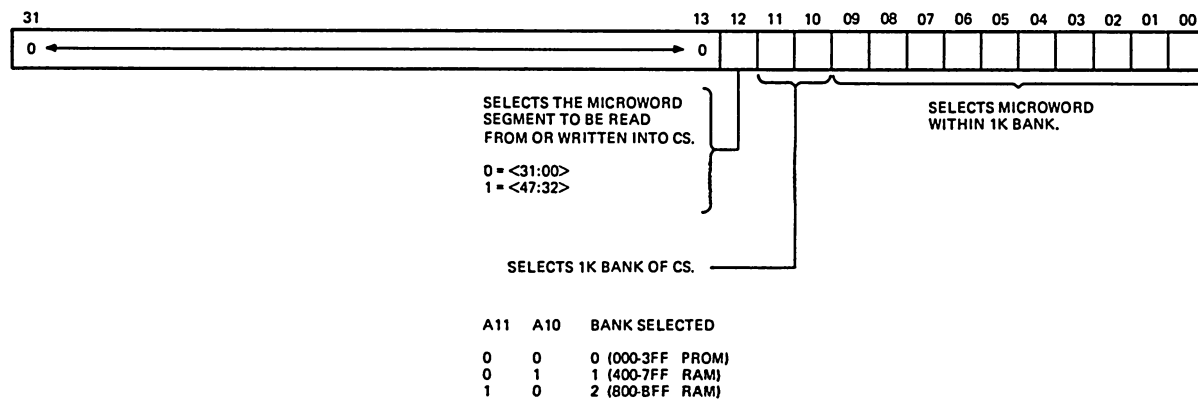 31 13 12 11 10 09 08 07 06 05 04 03 02 01 00
0 0
SELECTS THE MICROWORD
SEGMENT TO BE READ
FROM OR WRITTEN INTO CS.
0 = <31:00>
1 = <47:32>
SELECTS MICROWORD
WITHIN 1K BANK.
SELECTS 1K BANK OF CS.
A11 A10 BANK SELECTED
0 0 0 (000-3FF PROM)
0 1 1 (400-7FF RAM)
1 0 2 (800-BFF RAM)